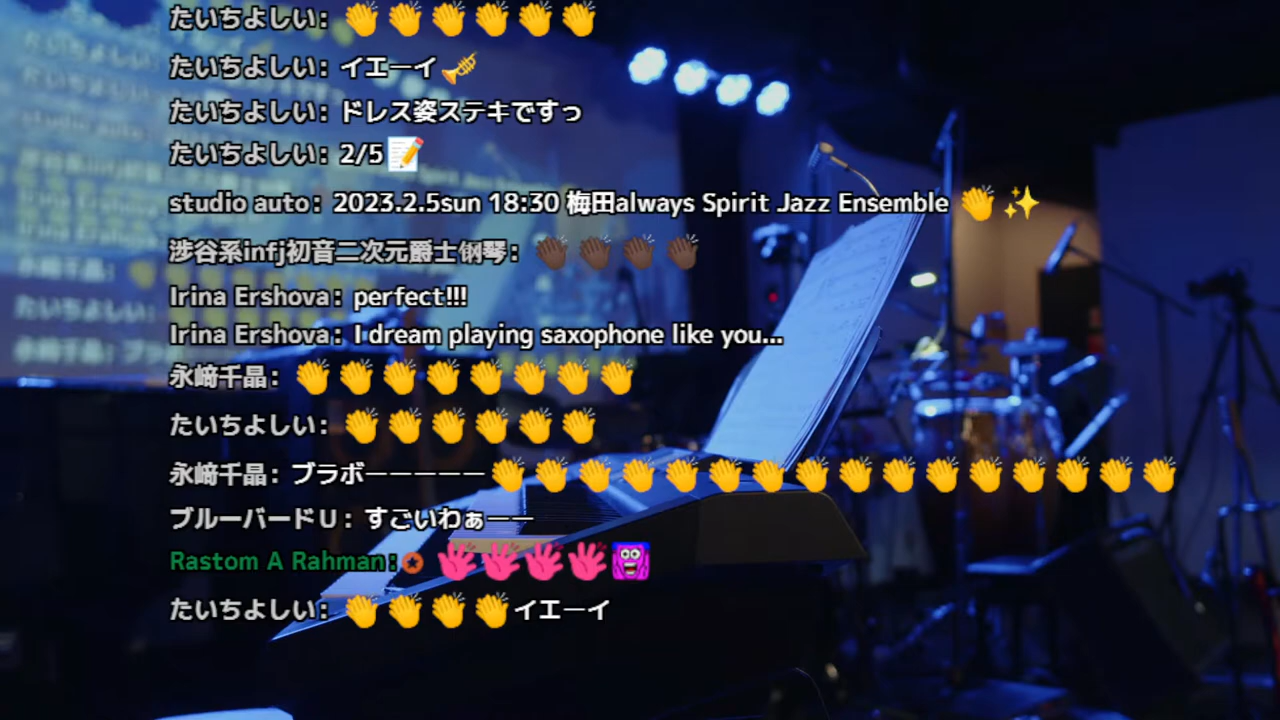 たいちよしい: 👏👏👏👏👏👏
たいちよしい: イエーイ🎺
たいちよしい: ドレス姿ステキですっ
たいちよしい: 2/5📝
studio auto: 2023.2.5sun 18:30 梅田always Spirit Jazz Ensemble 👏✨
渉谷系infj初音二次元爵士钢琴: 👏🏾👏🏾👏🏾👏🏾
Irina Ershova: perfect!!!
Irina Ershova: I dream playing saxophone like you...
永﨑千晶: 👏👏👏👏👏👏👏👏
たいちよしい: 👏👏👏👏👏👏
永﨑千晶: ブラボーーーーー👏👏👏👏👏👏👏👏👏👏👏👏👏👏👏👏
ブルーバードU: すごいわぁーー
Rastom A Rahman:
たいちよしい: 👏👏👏👏イエーイ